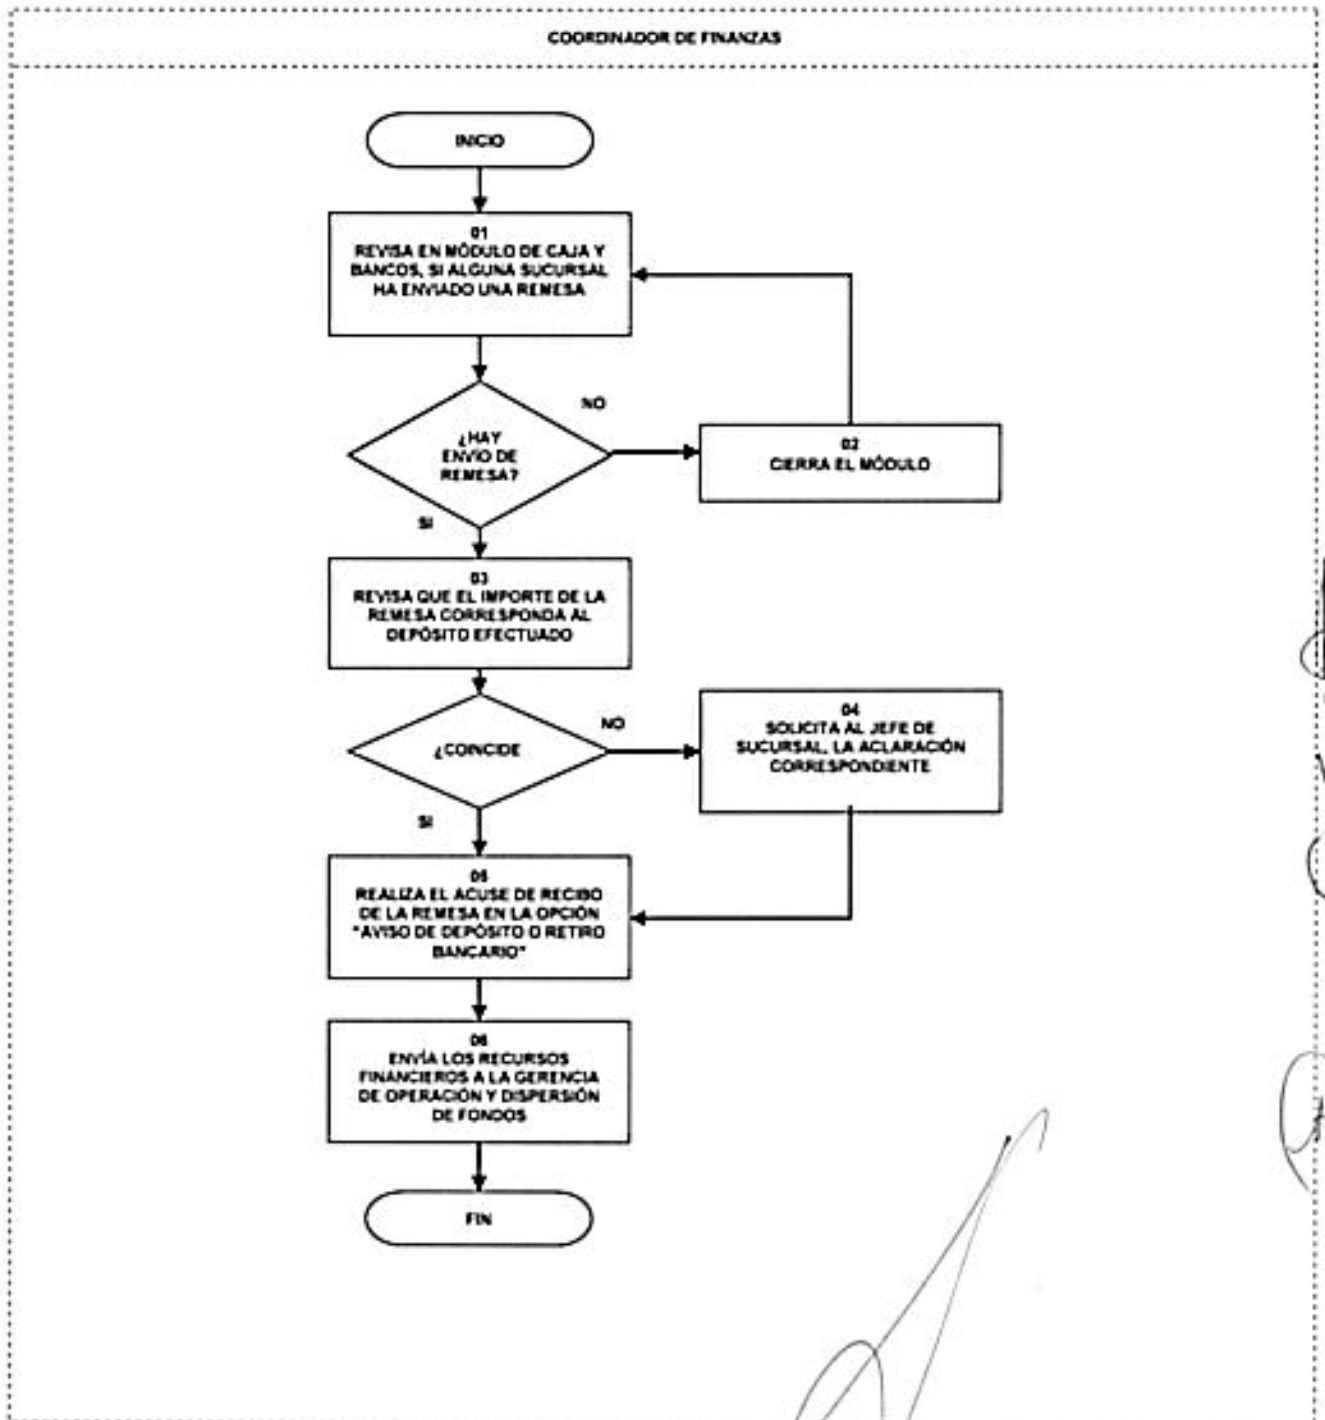 COORDINADOR DE FINANZAS
INICIO
01
REVISA EN MÓDULO DE CAJA Y
BANCOS, SI ALGUNA SUCURSAL
HA ENVIADO UNA REMESA
¿HAY
ENVÍO DE
REMESA?
NO
02
CIERRA EL MÓDULO
SI
03
REVISA QUE EL IMPORTE DE LA
REMESA CORRESPONDA AL
DEPÓSITO EFECTUADO
¿COINCIDE
NO
04
SOLICITA AL JEFE DE
SUCURSAL, LA ACLARACIÓN
CORRESPONDIENTE
SI
05
REALIZA EL ACUSE DE RECIBO
DE LA REMESA EN LA OPCIÓN
"AVISO DE DEPÓSITO O RETIRO
BANCARIO"
06
ENVÍA LOS RECURSOS
FINANCIEROS A LA GERENCIA
DE OPERACIÓN Y DISPERSIÓN
DE FONDOS
FIN